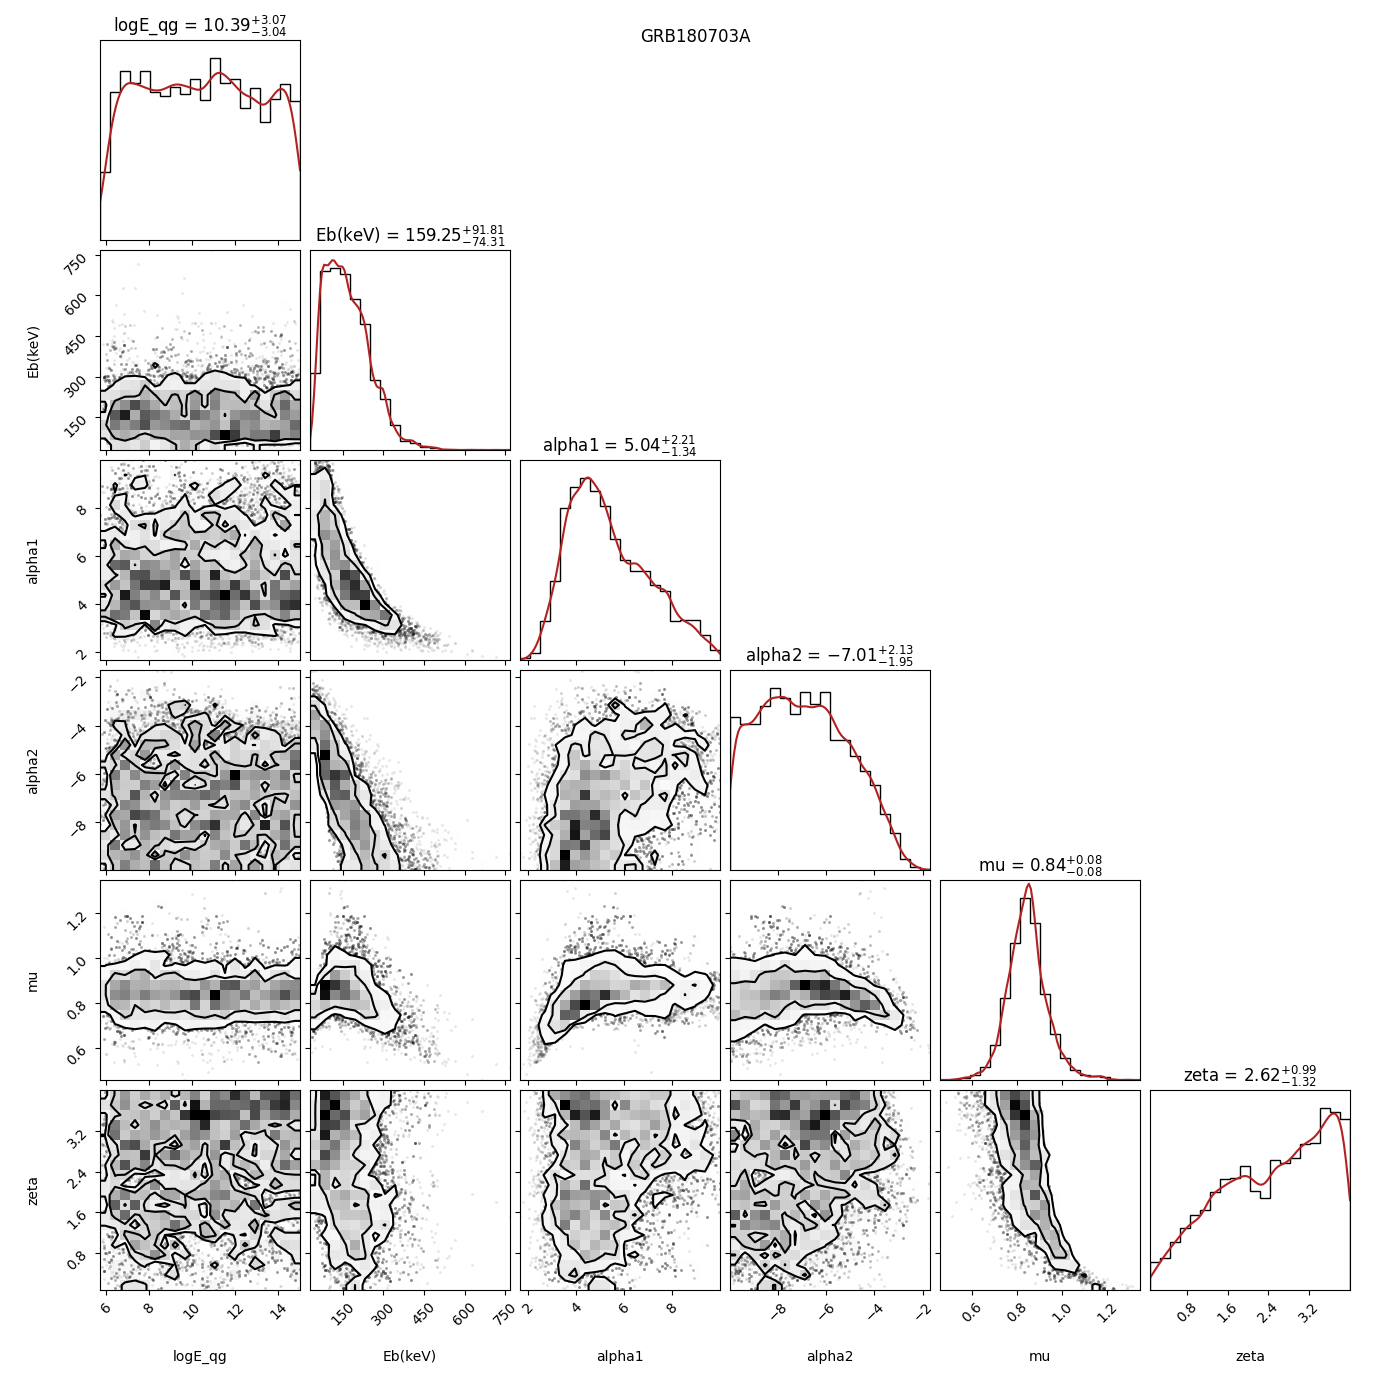 GRB180703A
logE_qg = 10.39+3.07−3.04
Eb(keV) = 159.25+91.81−74.31
750
600
450
300
150
Eb(keV)
alpha1 = 5.04+2.21−1.34
8
6
4
2
alpha1
alpha2 = −7.01+2.13−1.95
−2
−4
−6
−8
alpha2
mu = 0.84+0.08−0.08
1.2
1.0
0.8
0.6
mu
zeta = 2.62+0.99−1.32
3.2
2.4
1.6
0.8
zeta
6 8 10 12 14
150 300 450 600 750
2 4 6 8
−8 −6 −4 −2
0.6 0.8 1.0 1.2
0.8 1.6 2.4 3.2
logE_qg
Eb(keV)
alpha1
alpha2
mu
zeta